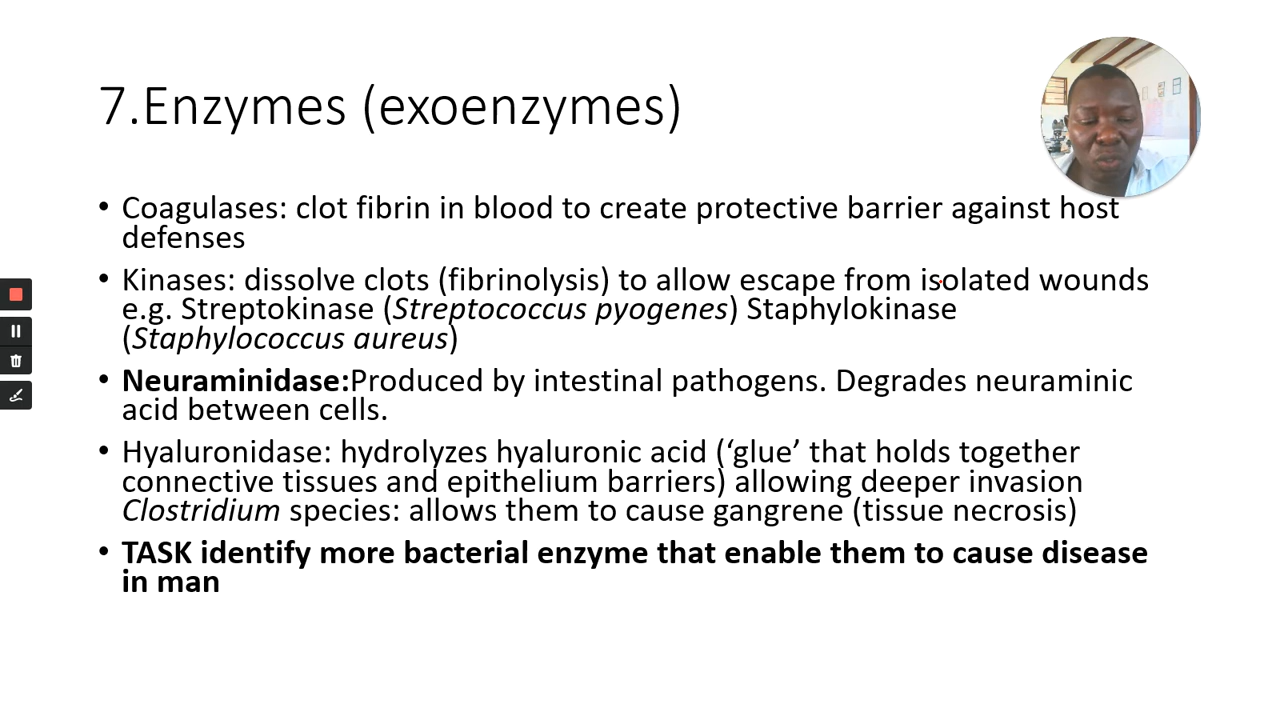 7.Enzymes (exoenzymes)
• Coagulases: clot fibrin in blood to create protective barrier against host
defenses
• Kinases: dissolve clots (fibrinolysis) to allow escape from isolated wounds
e.g. Streptokinase (Streptococcus pyogenes) Staphylokinase
(Staphylococcus aureus)
• Neuraminidase:Produced by intestinal pathogens. Degrades neuraminic
acid between cells.
• Hyaluronidase: hydrolyzes hyaluronic acid (‘glue’ that holds together
connective tissues and epithelium barriers) allowing deeper invasion
Clostridium species: allows them to cause gangrene (tissue necrosis)
• TASK identify more bacterial enzyme that enable them to cause disease
in man